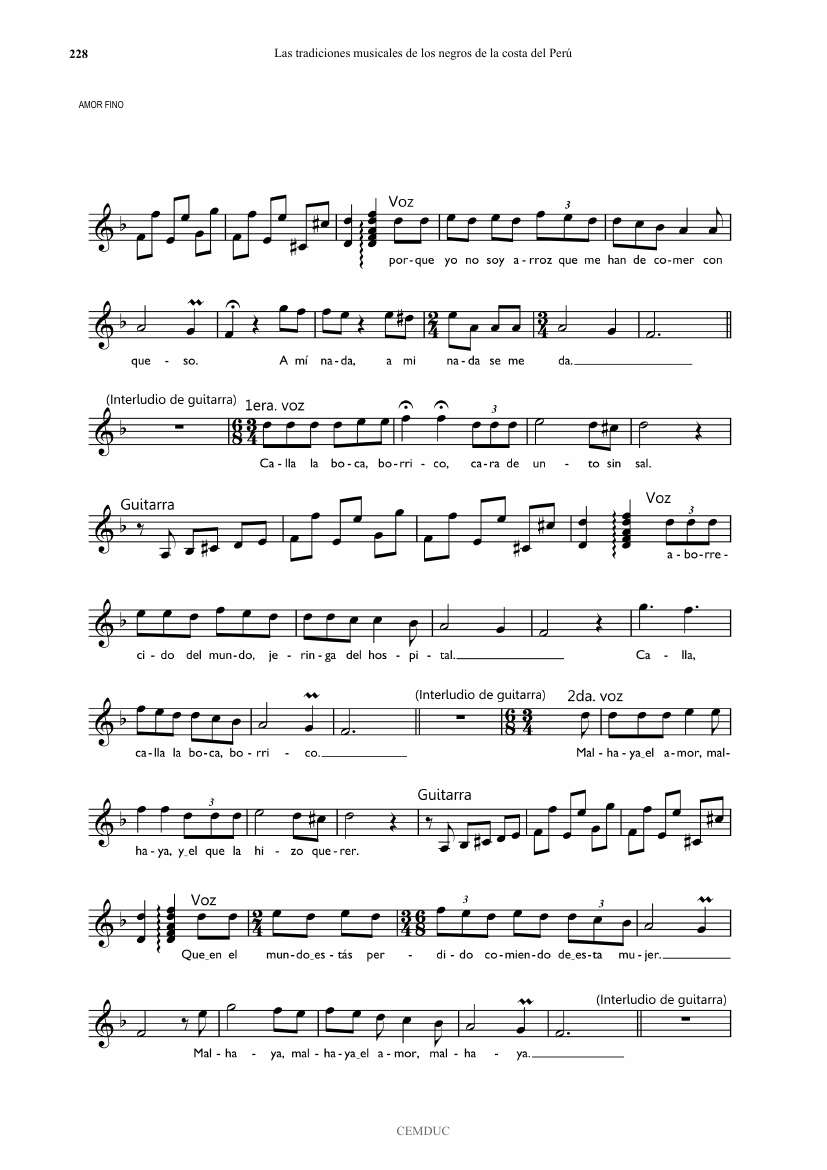 228
Las tradiciones musicales de los negros de la costa del Perú
AMOR FINO
Voz
3
por-que yo no soy a-rroz que me han de co-mer con
que - so. A mí na-da, a mi na-da se me da.
(Interludio de guitarra) 1era. voz
3
Ca-lla la bo-ca, bo-rri-co, ca-ra de un - to sin sal.
Guitarra Voz
3
a-bo-rre-
ci-do del mun-do, je-rin-ga del hos-pi-tal. Ca - lla,
(Interludio de guitarra) 2da. voz
ca-lla la bo-ca, bo-rri - co. Mal-ha-ya_el a-mor, mal-
3 Guitarra
ha-ya, y_el que la hi - zo que-rer.
Voz 3 3
Que_en el mun-do_es-tás per - di-do co-mien-do de_es-ta mu-jer.
(Interludio de guitarra)
Mal-ha - ya, mal-ha-ya_el a-mor, mal-ha - ya.
CEMDUC